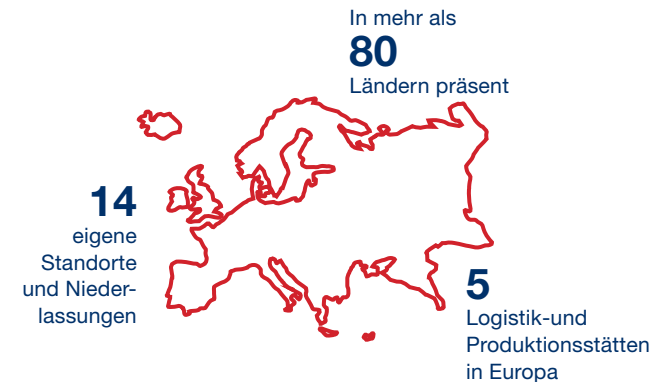 In mehr als
80
Ländern präsent
14
eigene
Standorte
und Nieder-
lassungen
5
Logistik-und
Produktionsstätten
in Europa